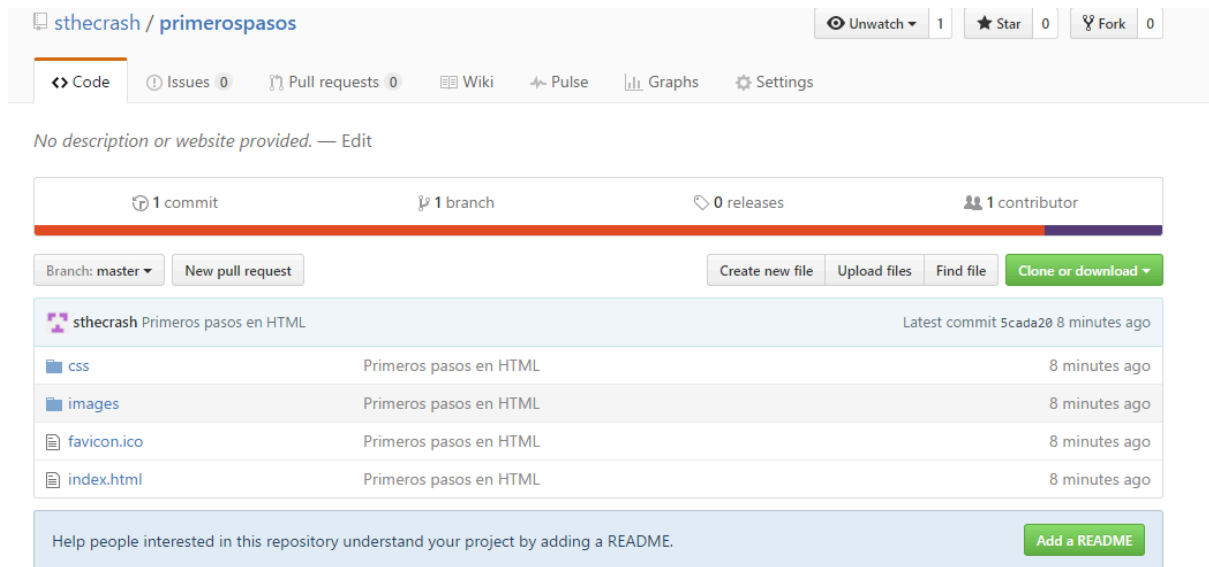 sthecrash / primerospasos Unwatch 1 Star 0 Fork 0
Code Issues 0 Pull requests 0 Wiki Pulse Graphs Settings
No description or website provided. — Edit
1 commit 1 branch 0 releases 1 contributor
Branch: master New pull request Create new file Upload files Find file Clone or download
sthecrash Primeros pasos en HTML Latest commit 5cada20 8 minutes ago
css Primeros pasos en HTML 8 minutes ago
images Primeros pasos en HTML 8 minutes ago
favicon.ico Primeros pasos en HTML 8 minutes ago
index.html Primeros pasos en HTML 8 minutes ago
Help people interested in this repository understand your project by adding a README. Add a README